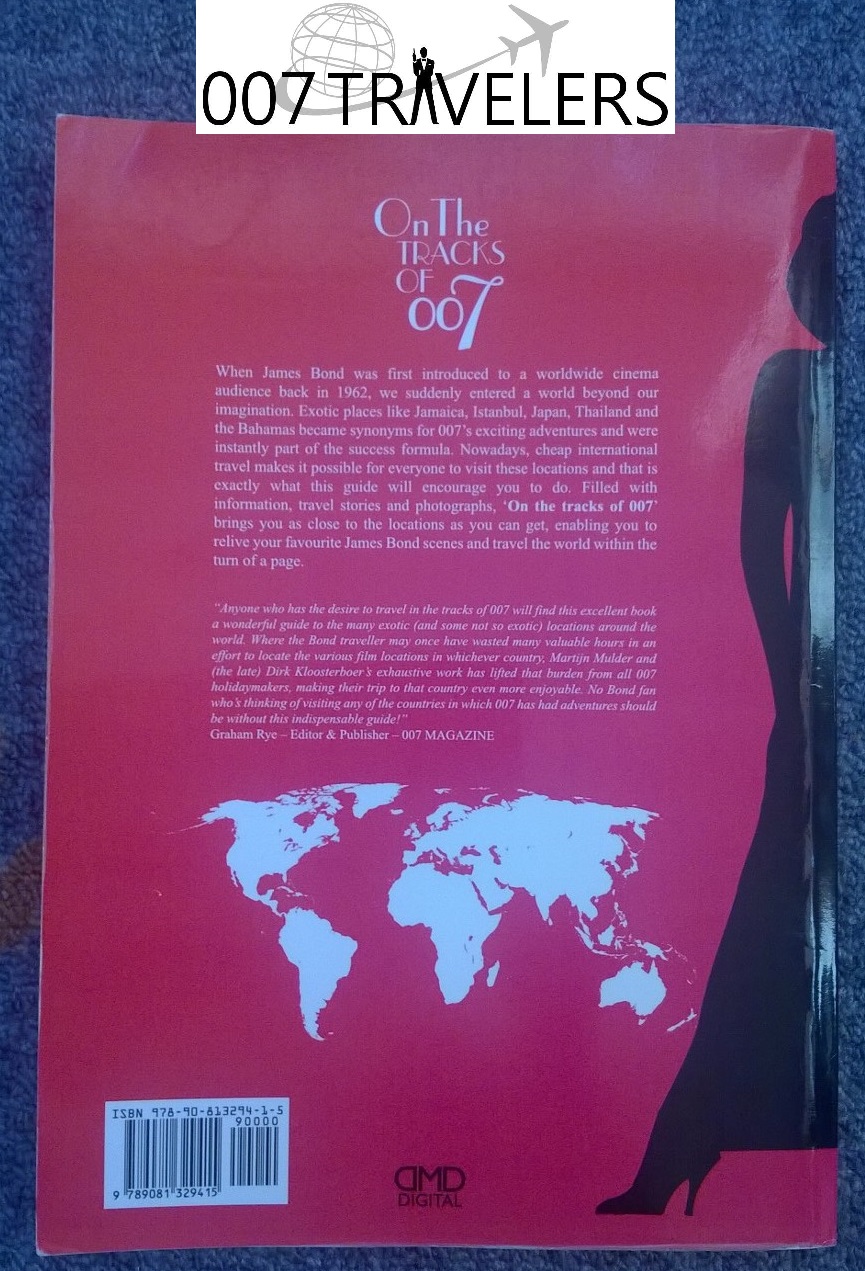 007 TRAVELERS
On The
TRACKS
OF
007
When James Bond was first introduced to a worldwide cinema
audience back in 1962, we suddenly entered a world beyond our
imagination. Exotic places like Jamaica, Istanbul, Japan, Thailand and
the Bahamas became synonyms for 007's exciting adventures and were
instantly part of the success formula. Nowadays, cheap international
travel makes it possible for everyone to visit these locations and that is
exactly what this guide will encourage you to do. Filled with
information, travel stories and photographs, 'On the tracks of 007'
brings you as close to the locations as you can get, enabling you to
relive your favourite James Bond scenes and travel the world within the
turn of a page.
"Anyone who has the desire to travel in the tracks of 007 will find this excellent book
a wonderful guide to the many exotic (and some not so exotic) locations around the
world. Where the Bond traveller may once have wasted many valuable hours in an
effort to locate the various film locations in whichever country, Martijn Mulder and
(the late) Dirk Kloosterboer's exhaustive work has lifted that burden from all 007
holidaymakers, making their trip to that country even more enjoyable. No Bond fan
who's thinking of visiting any of the countries in which 007 has had adventures should
be without this indispensable guide!"
Graham Rye – Editor & Publisher – 007 MAGAZINE
ISBN 978-90-813294-1-5
90000
9 789081 329415
DMD
DIGITAL